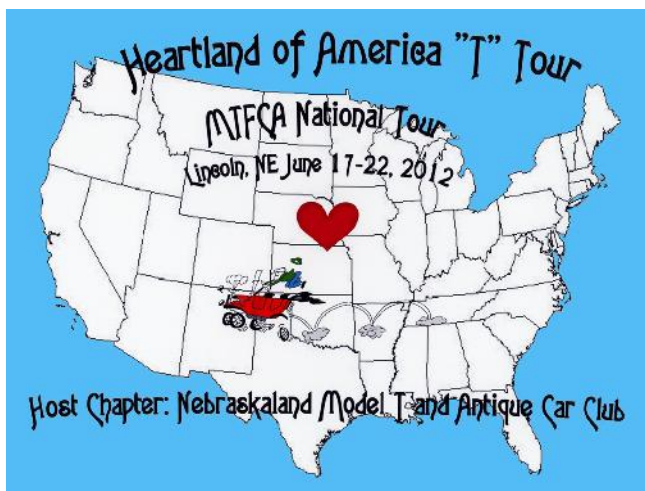 Heartland of America "T" Tour
MTFCA National Tour
Lincoln, NE June 17-22, 2012
Host Chapter: Nebraskaland Model T and Antique Car Club